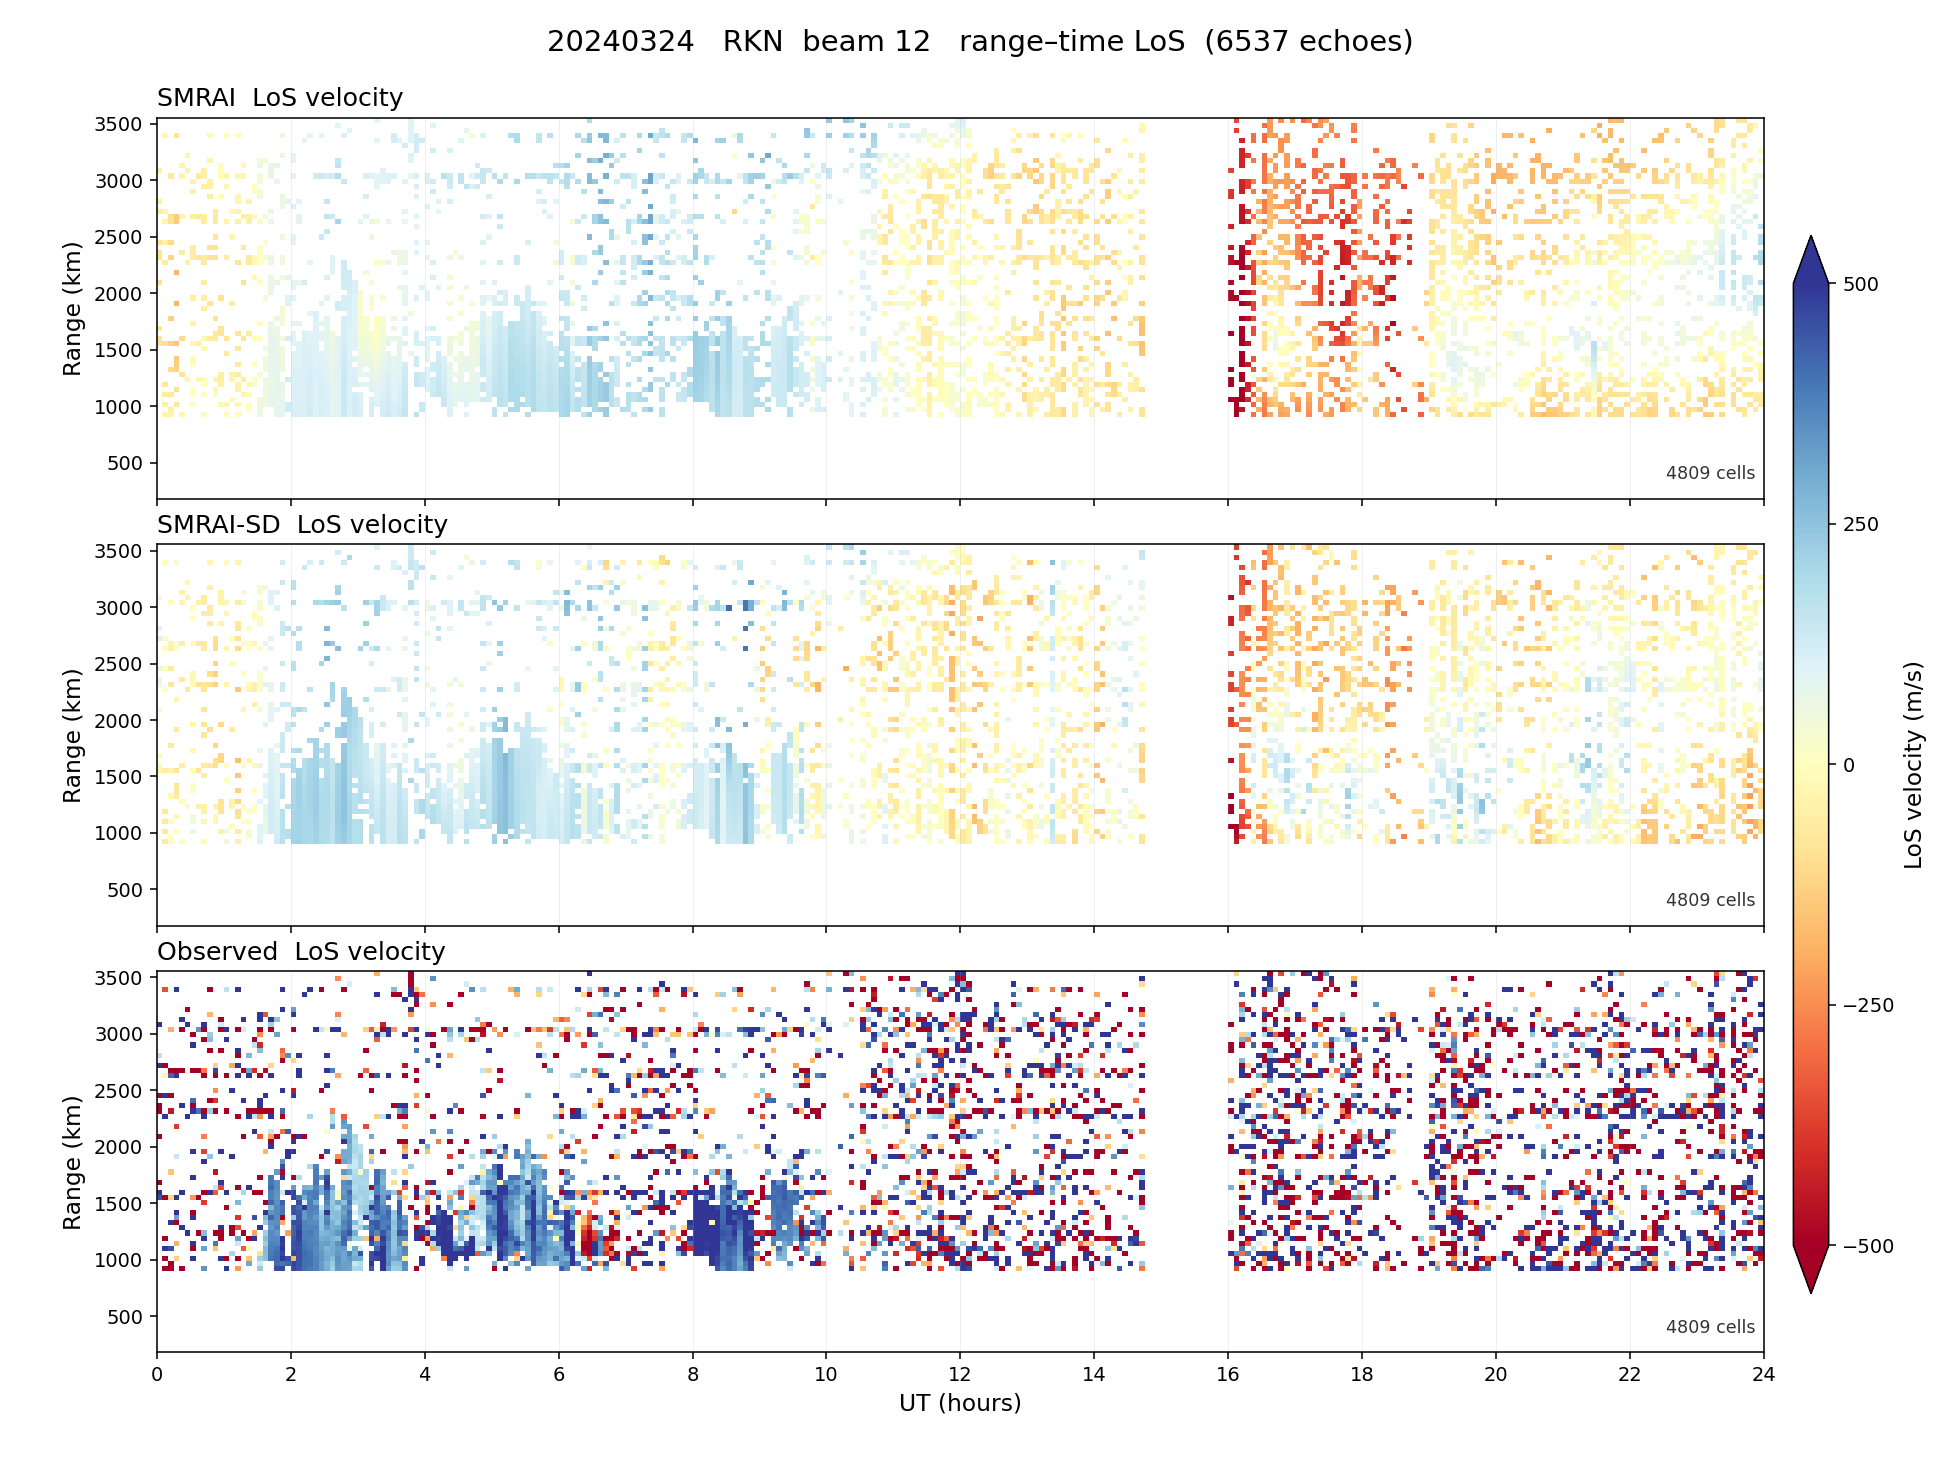 20240324   RKN  beam 12   range–time LoS  (6537 echoes)
SMRAI  LoS velocity
3500
3000
2500
2000
1500
1000
500
Range (km)
4809 cells
SMRAI-SD  LoS velocity
3500
3000
2500
2000
1500
1000
500
Range (km)
4809 cells
Observed  LoS velocity
3500
3000
2500
2000
1500
1000
500
Range (km)
4809 cells
0 2 4 6 8 10 12 14 16 18 20 22 24
UT (hours)
500
250
0
−250
−500
LoS velocity (m/s)